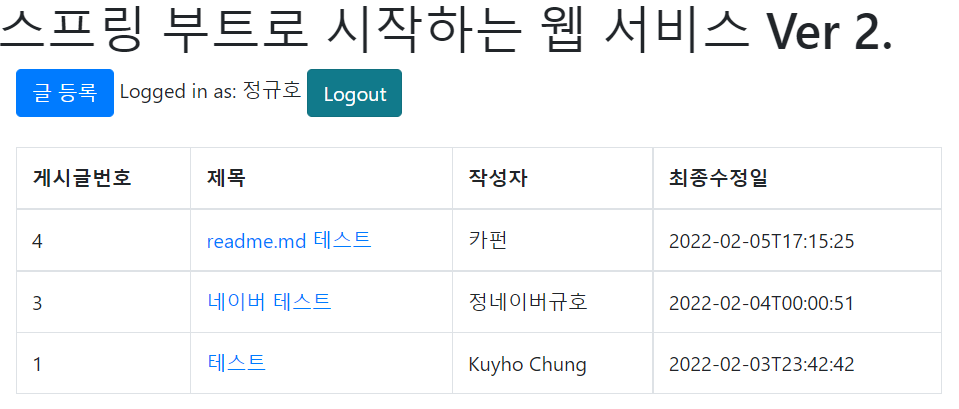 스프링 부트로 시작하는 웹 서비스 Ver 2.
글 등록 Logged in as: 정규호 Logout
게시글번호 제목 작성자 최종수정일
4 readme.md 테스트 카펀 2022-02-05T17:15:25
3 네이버 테스트 정네이버규호 2022-02-04T00:00:51
1 테스트 Kuyho Chung 2022-02-03T23:42:42